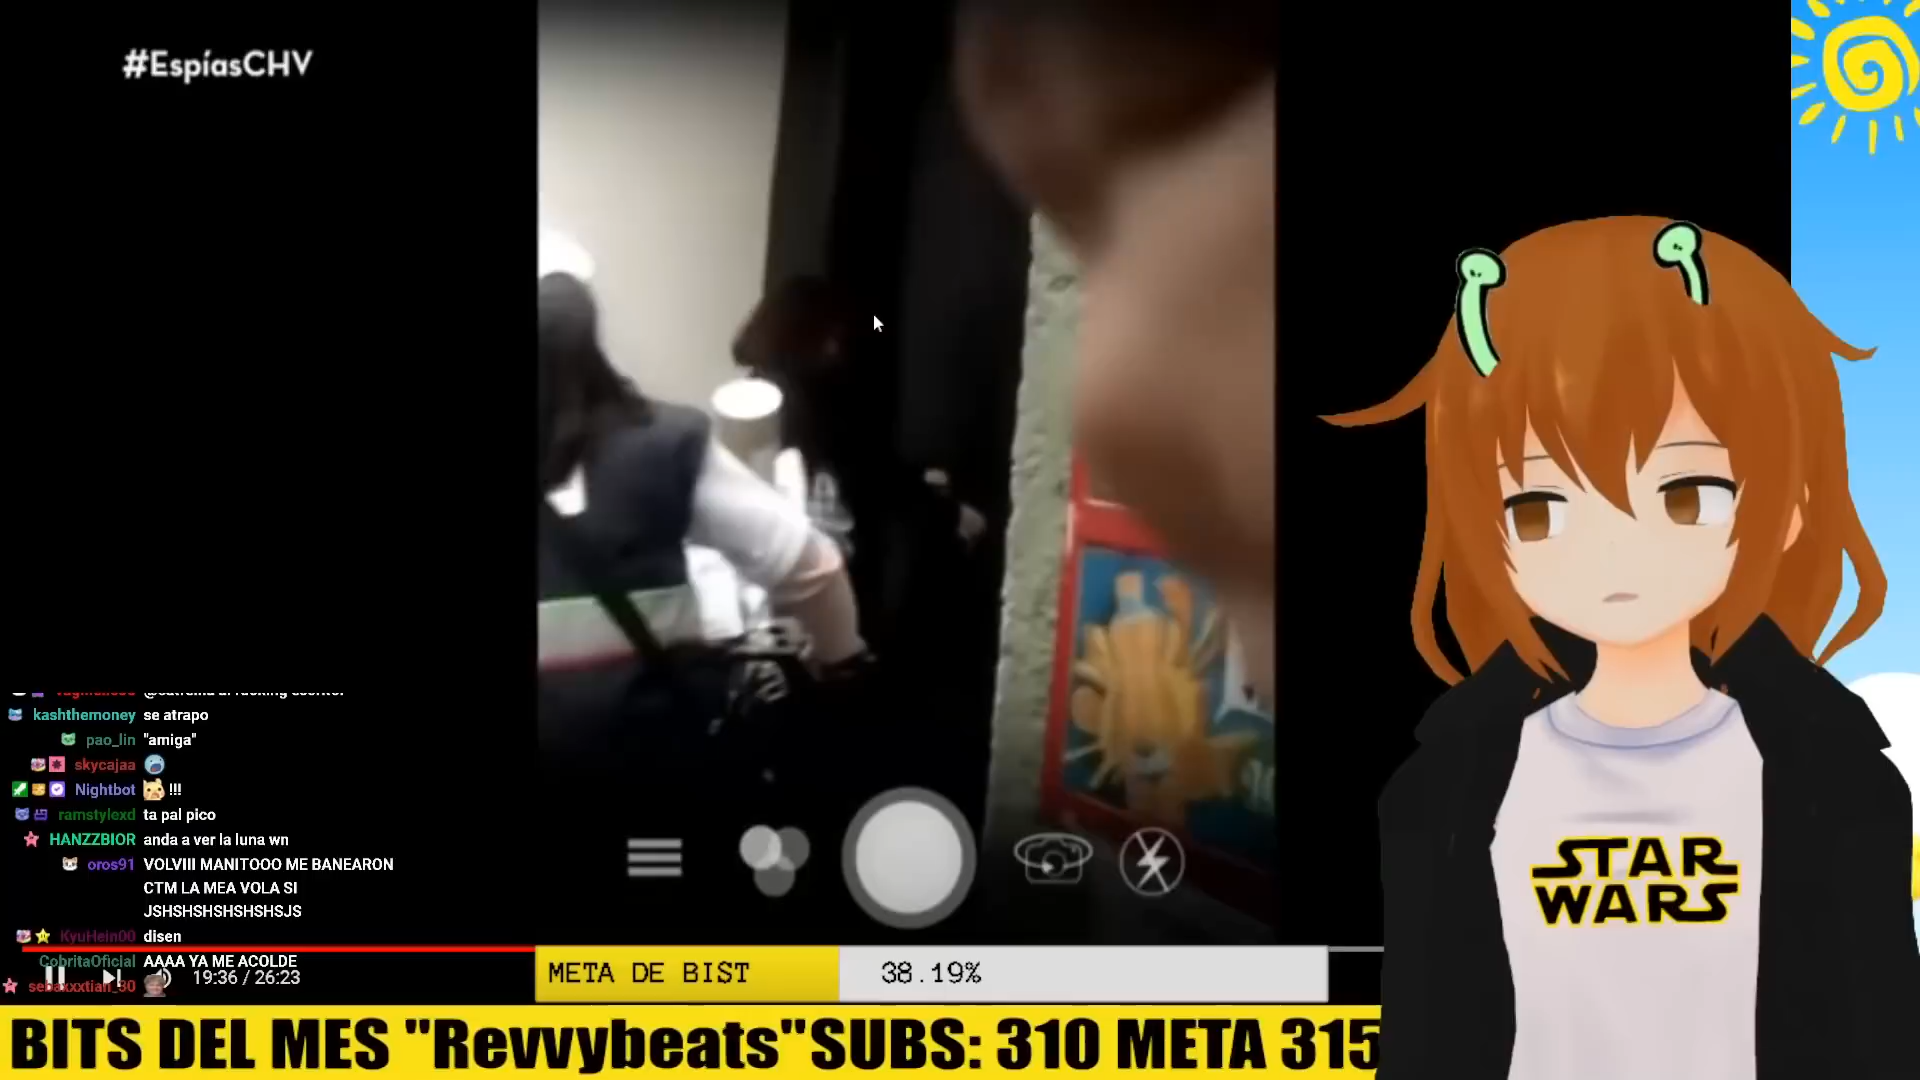 #EspíasCHV
kashthemoney se atrapo
pao_lin "amiga"
skycajaa
Nightbot !!!
ramstylexd ta pal pico
HANZZBIOR anda a ver la luna wn
oros91 VOLVIII MANITOOO ME BANEARON
CTM LA MEA VOLA SI
JSHSHSHSHSHSHSJS
KyuHein00 disen
CobritaOficial AAAA YA ME ACOLDE
sebaxxxtian_30
19:36 / 26:23
META DE BIST 38.19%
BITS DEL MES "Revvybeats"SUBS: 310 META 315
STAR
WARS